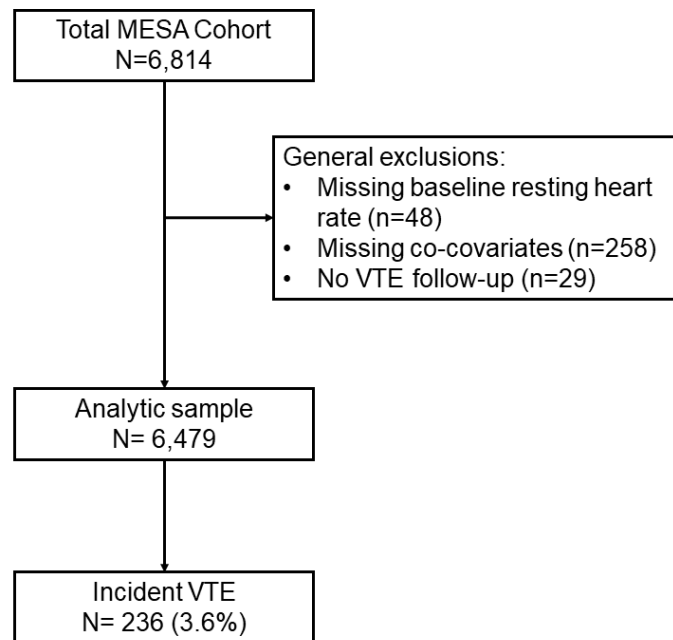 Total MESA Cohort
N=6,814
General exclusions:
• Missing baseline resting heart
rate (n=48)
• Missing co-covariates (n=258)
• No VTE follow-up (n=29)
Analytic sample
N= 6,479
Incident VTE
N= 236 (3.6%)